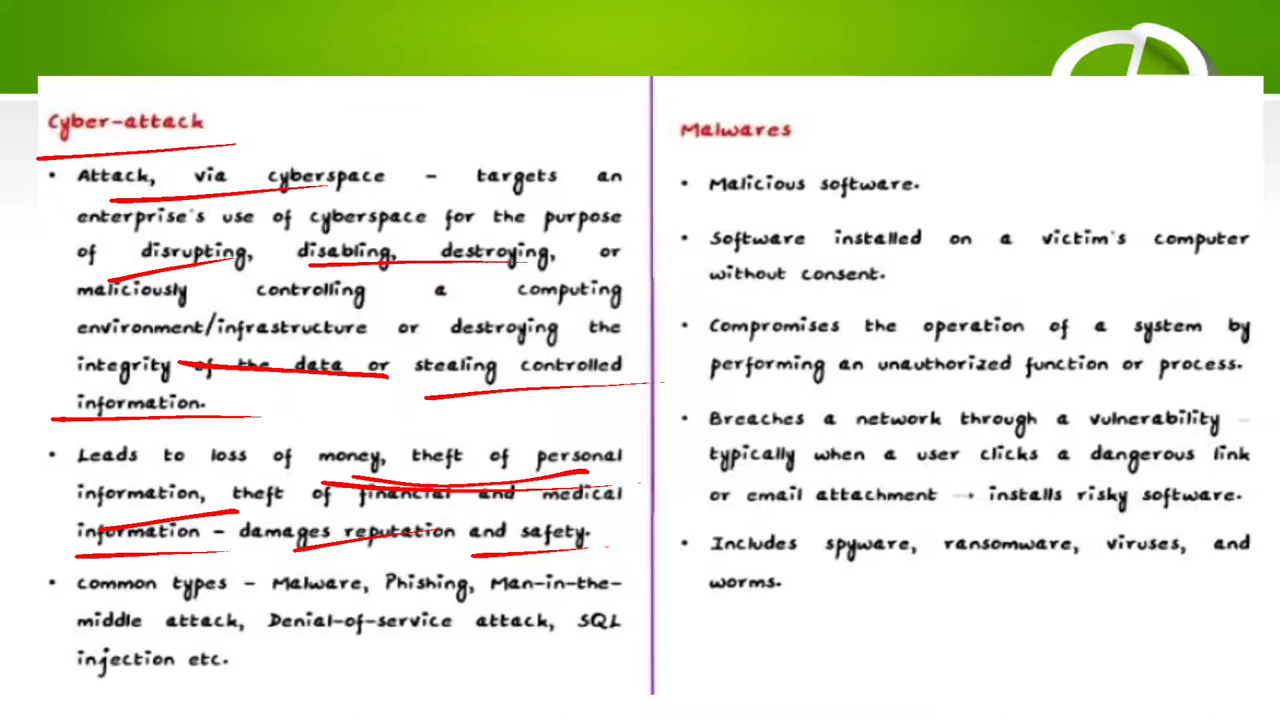 Cyber-attack
• Attack, via cyberspace – targets an
enterprise's use of cyberspace for the purpose
of disrupting, disabling, destroying, or
maliciously controlling a computing
environment/infrastructure or destroying the
integrity of the data or stealing controlled
information.
• Leads to loss of money, theft of personal
information, theft of financial and medical
information – damages reputation and safety.
• Common types – Malware, Phishing, Man-in-the-
middle attack, Denial-of-service attack, SQL
injection etc.
Malwares
• Malicious software.
• Software installed on a victim's computer
without consent.
• Compromises the operation of a system by
performing an unauthorized function or process.
• Breaches a network through a vulnerability –
typically when a user clicks a dangerous link
or email attachment → installs risky software.
• Includes spyware, ransomware, viruses, and
worms.